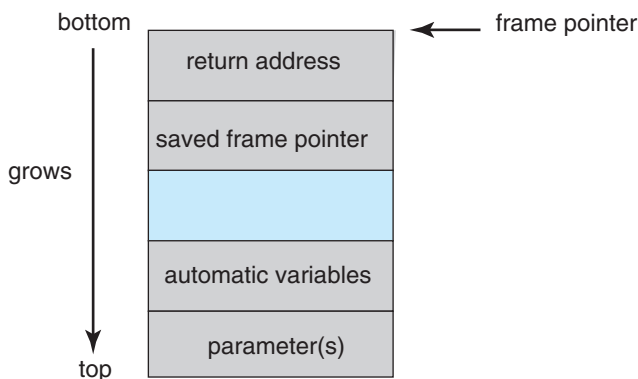 bottom
frame pointer
return address
saved frame pointer
grows
automatic variables
parameter(s)
top